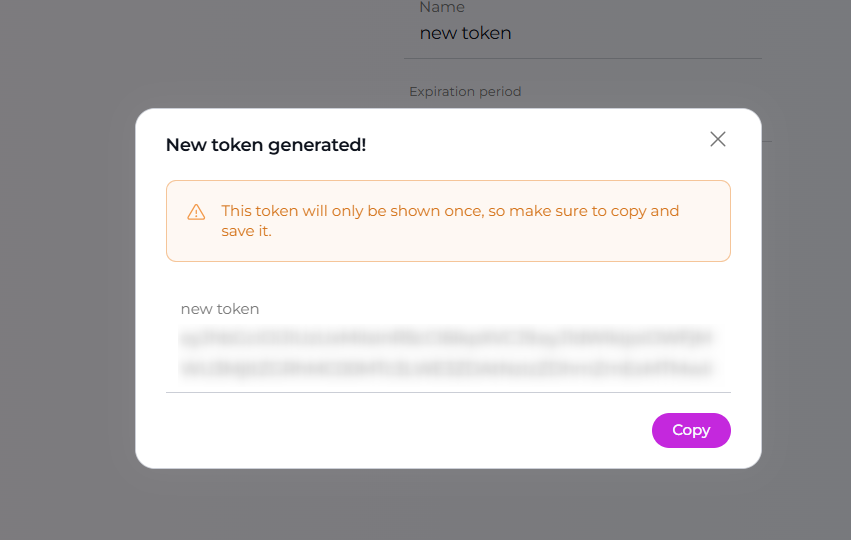 Name
new token
Expiration period
New token generated!
This token will only be shown once, so make sure to copy and
save it.
new token
Copy